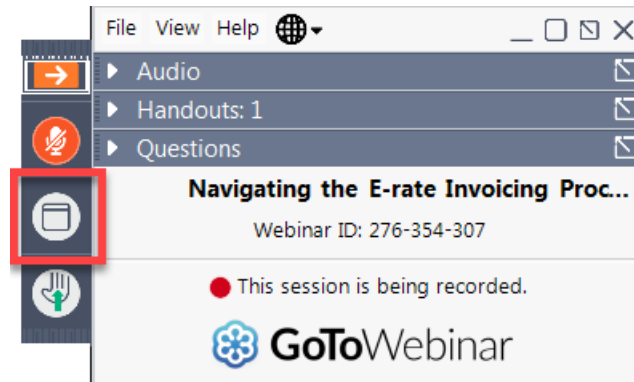 File View Help
Audio
Handouts: 1
Questions
Navigating the E-rate Invoicing Proc...
Webinar ID: 276-354-307
This session is being recorded.
GoToWebinar